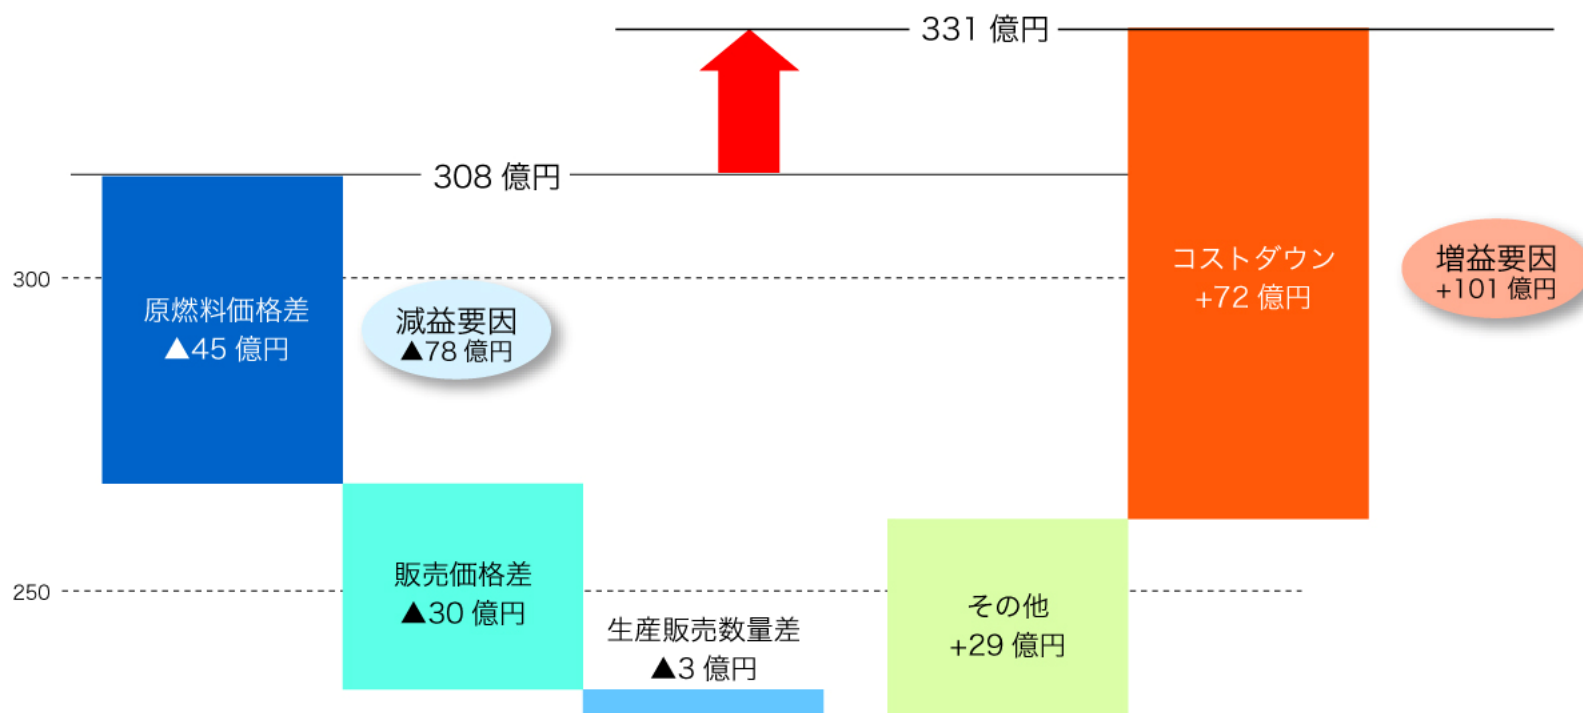 331 億円
308 億円
300
原燃料価格差
▲45 億円
減益要因
▲78 億円
コストダウン
+72 億円
増益要因
+101 億円
250
販売価格差
▲30 億円
生産販売数量差
▲3 億円
その他
+29 億円